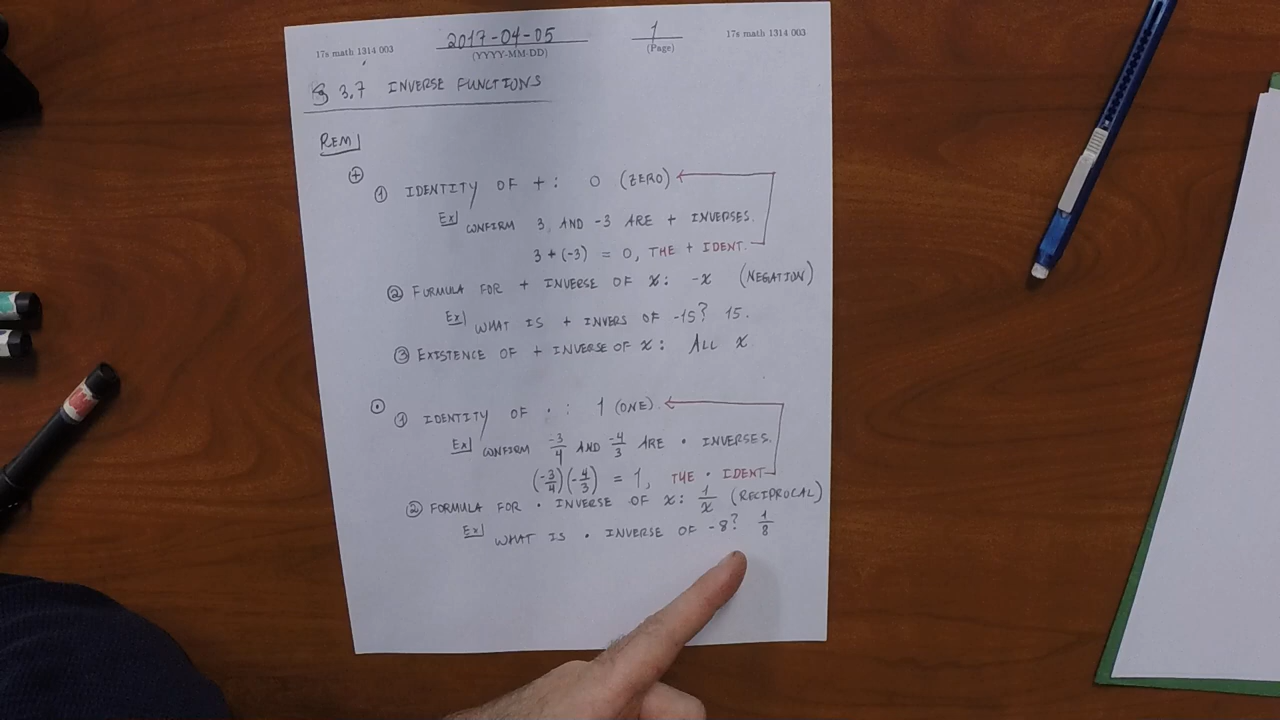 17s math 1314 003 2017-04-05 1 17s math 1314 003
(YYYY-MM-DD) (Page)
§ 3.7 INVERSE FUNCTIONS
REM
+
① IDENTITY OF + : 0 (ZERO)
Ex CONFIRM 3 AND -3 ARE + INVERSES.
3 + (-3) = 0, THE + IDENT.
② FORMULA FOR + INVERSE OF x: -x (NEGATION)
Ex WHAT IS + INVERS OF -15? 15.
③ EXISTENCE OF + INVERSE OF x: ALL x
·
① IDENTITY OF · : 1 (ONE)
Ex CONFIRM -3/4 AND -4/3 ARE · INVERSES.
(-3/4)(-4/3) = 1, THE · IDENT
② FORMULA FOR · INVERSE OF x: 1/x (RECIPROCAL)
Ex WHAT IS · INVERSE OF -8? 1/8